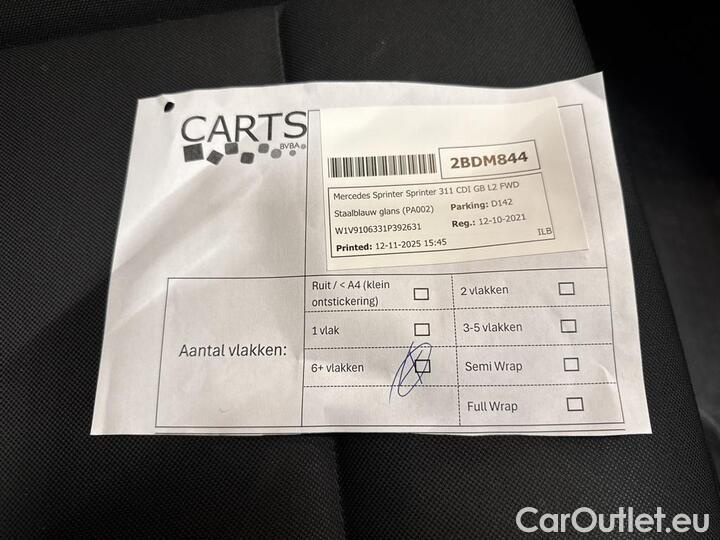 CARTS
BVBA
2BDM844
Mercedes Sprinter Sprinter 311 CDI GB L2 FWD
Staalblauw glans (PA002) Parking: D142
W1V9106331P392631 Reg.: 12-10-2021
Printed: 12-11-2025 15:45 ILB
Aantal vlakken:
Ruit / < A4 (klein
ontstickering)
2 vlakken
1 vlak
3-5 vlakken
6+ vlakken
Semi Wrap
Full Wrap
CarOutlet.eu